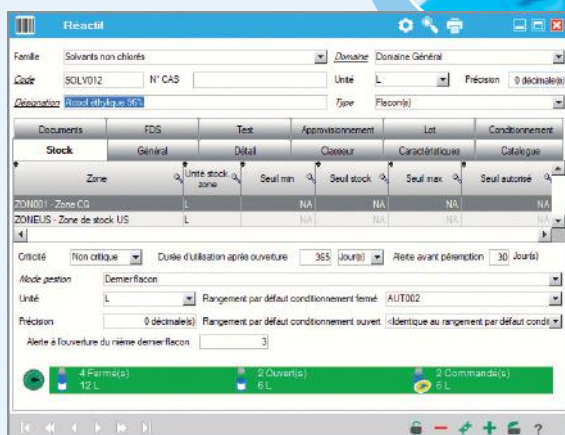 Réactif
Famille Solvants non chlorés Domaine Domaine Général
Code SOLV012 N° CAS Unité L Précision 0 décimale(s)
Désignation Alcool éthylique 96% Type Flacon(s)
Documents FDS Test Approvisionnement Lot Conditionnement
Stock Général Détail Classeur Caractéristiques Catalogue
Zone Unité stock zone Seuil min Seuil stock Seuil max Seuil autorisé
ZON001 - Zone CQ L NA NA NA NA
ZONEUS - Zone de stock US L NA NA NA NA
Criticité Non critique Durée d'utilisation après ouverture 365 Jour(s) Alerte avant péremption 30 Jour(s)
Mode gestion Dernier flacon
Unité L Rangement par défaut conditionnement fermé AUT002
Précision 0 décimale(s) Rangement par défaut conditionnement ouvert <Identique au rangement par défaut condit
Alerte à l'ouverture du nième dernier flacon 3
4 Fermé(s) 2 Ouvert(s) 2 Commandé(s)
12 L 6 L 6 L